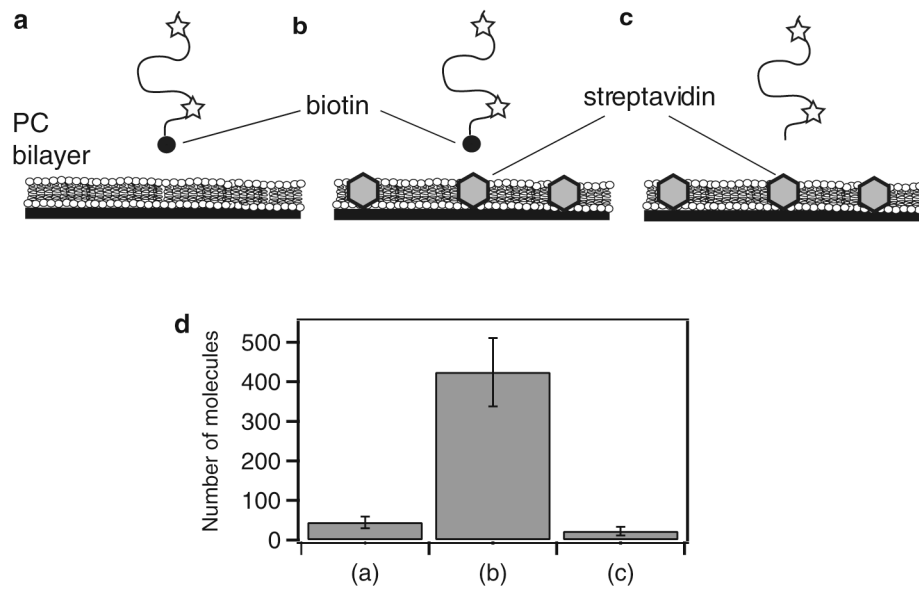 a
b
c
biotin
streptavidin
PC
bilayer
d
Number of molecules
500
400
300
200
100
0
(a)
(b)
(c)